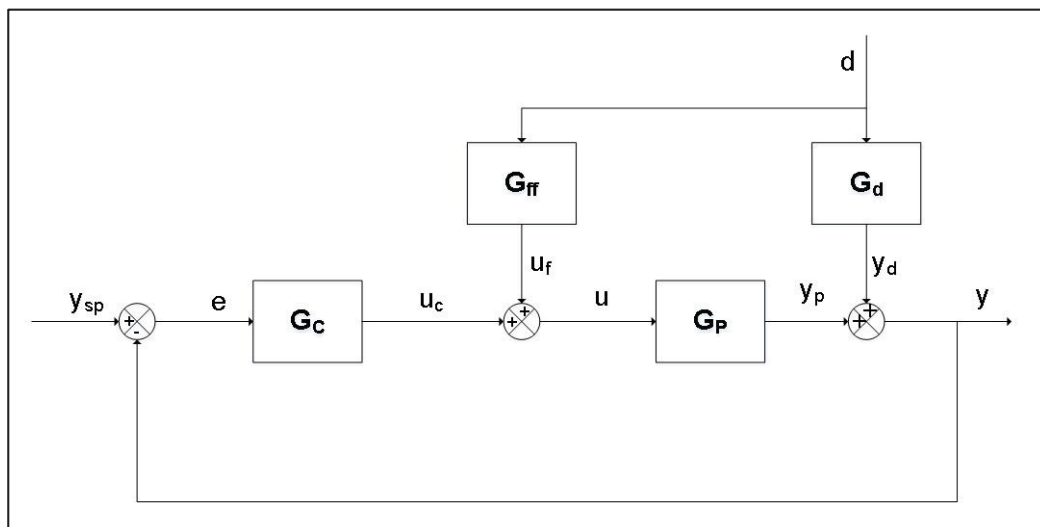 d
G_ff
G_d
u_f
y_d
y_sp
+
-
e
G_C
u_c
+
+
u
G_P
y_p
+
+
y